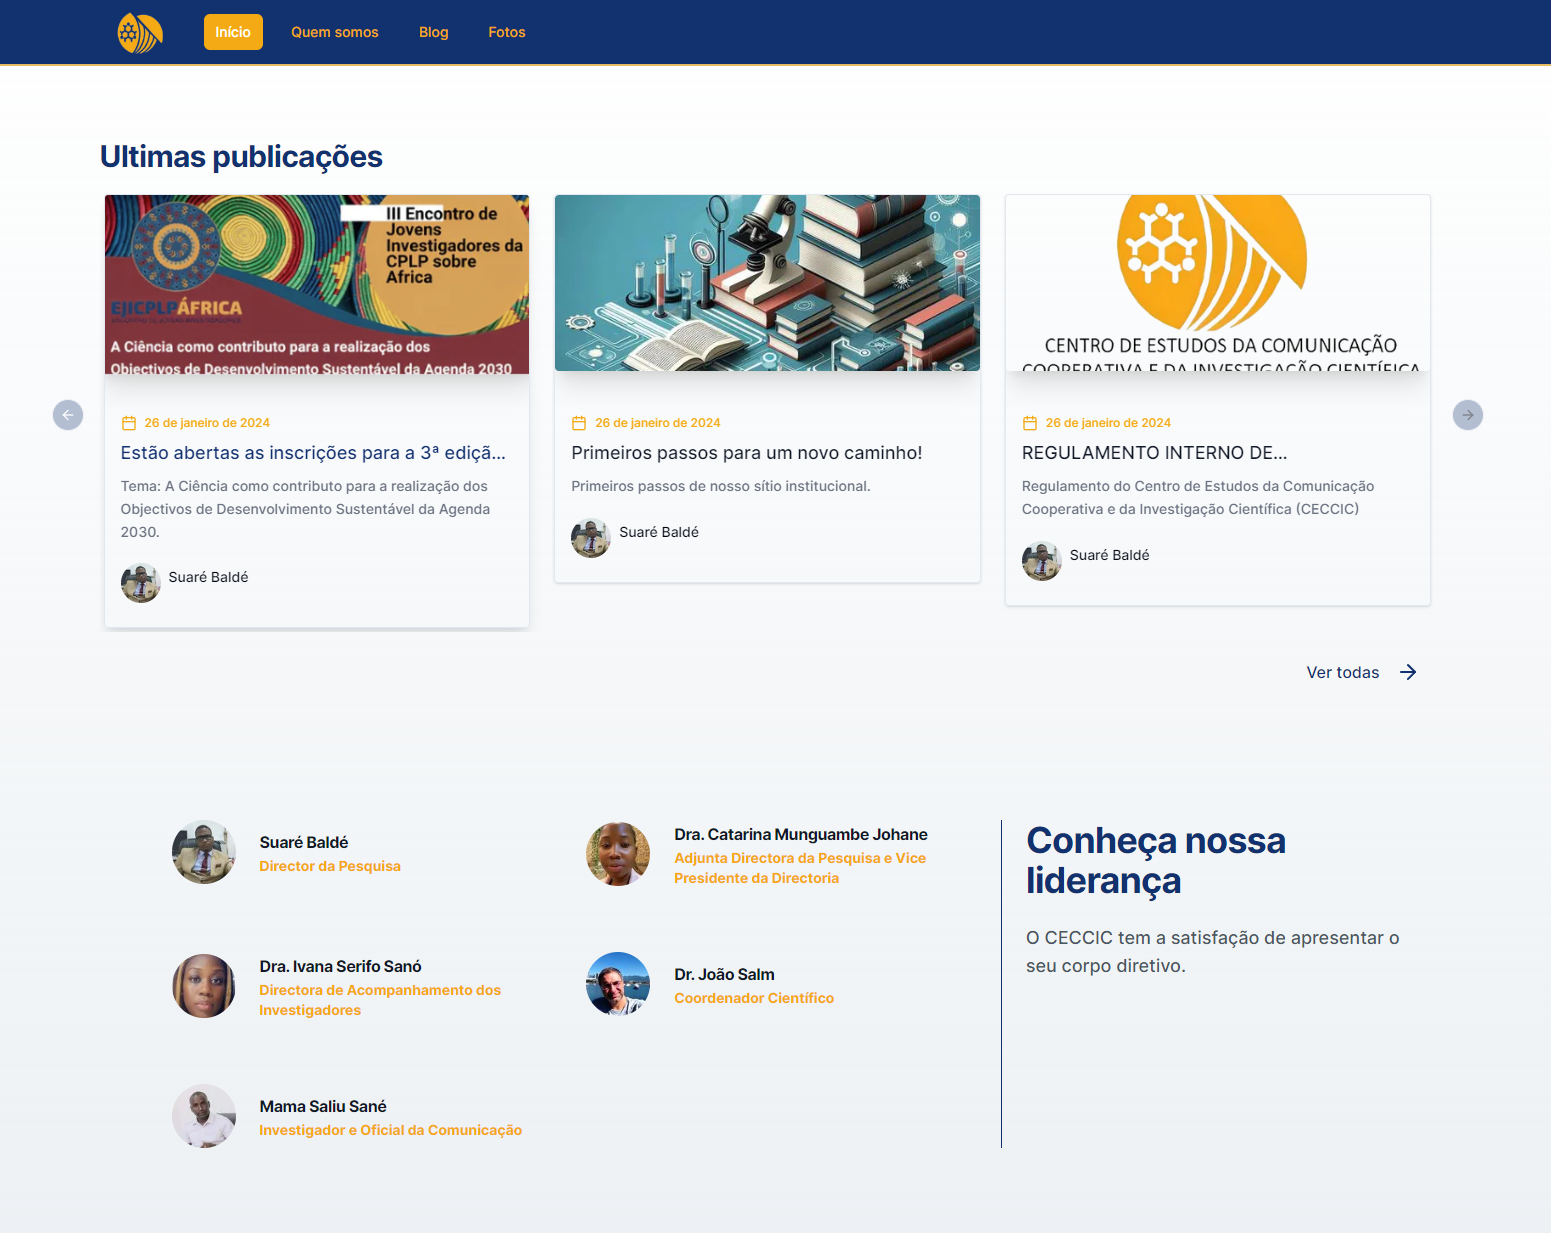 Início
Quem somos
Blog
Fotos
Ultimas publicações
III Encontro de
Jovens
Investigadores da
CPLP sobre
Africa
EJICPLPÁFRICA
A Ciência como contributo para a realização dos
Objectivos de Desenvolvimento Sustentável da Agenda 2030
26 de janeiro de 2024
Estão abertas as inscrições para a 3ª ediçã...
Tema: A Ciência como contributo para a realização dos
Objectivos de Desenvolvimento Sustentável da Agenda
2030.
Suaré Baldé
26 de janeiro de 2024
Primeiros passos para um novo caminho!
Primeiros passos de nosso sítio institucional.
Suaré Baldé
CENTRO DE ESTUDOS DA COMUNICAÇÃO
COOPERATIVA E DA INVESTIGAÇÃO CIENTÍFICA
26 de janeiro de 2024
REGULAMENTO INTERNO DE...
Regulamento do Centro de Estudos da Comunicação
Cooperativa e da Investigação Científica (CECCIC)
Suaré Baldé
Ver todas
Suaré Baldé
Director da Pesquisa
Dra. Catarina Munguambe Johane
Adjunta Directora da Pesquisa e Vice
Presidente da Directoria
Dra. Ivana Serifo Sanó
Directora de Acompanhamento dos
Investigadores
Dr. João Salm
Coordenador Científico
Mama Saliu Sané
Investigador e Oficial da Comunicação
Conheça nossa
liderança
O CECCIC tem a satisfação de apresentar o
seu corpo diretivo.